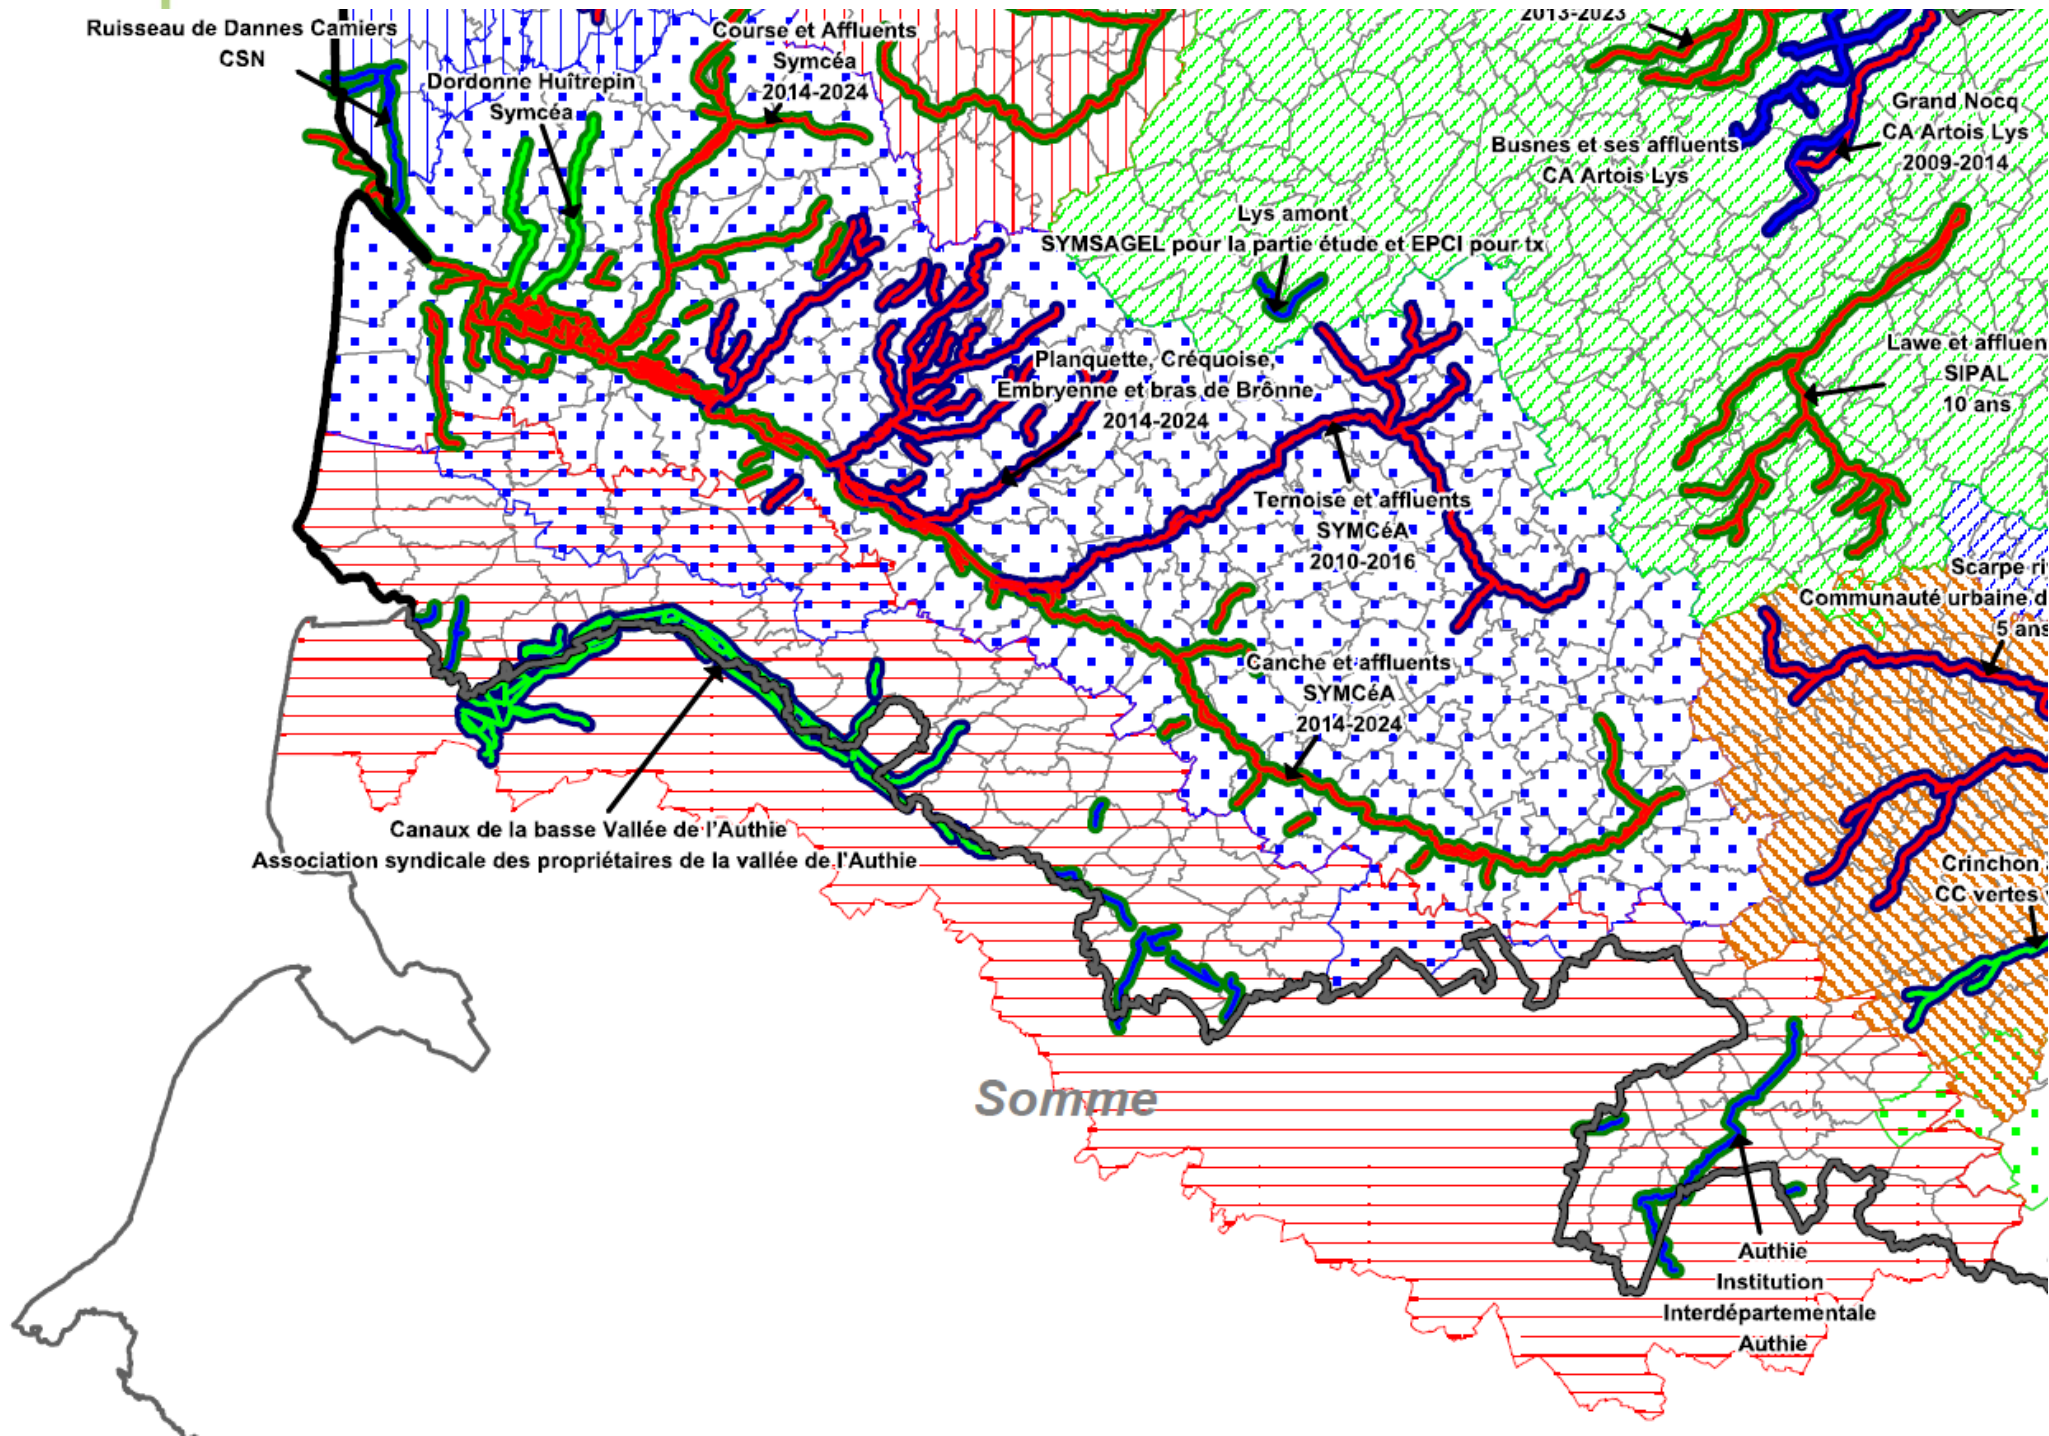 Ruisseau de Dannes Camiers
CSN
Dordonne Huîtrepin
Symcéa
Course et Affluents
Symcéa
2014-2024
2013-2023
Grand Nocq
CA Artois Lys
2009-2014
Busnes et ses affluents
CA Artois Lys
Lys amont
SYMSAGEL pour la partie étude et EPCI pour tx
Lawe et affluen
SIPAL
10 ans
Planquette, Créquoise,
Embryenne et bras de Brônne
2014-2024
Ternoise et affluents
SYMCéA
2010-2016
Scarpe ri
Communauté urbaine d
5 ans
Canche et affluents
SYMCéA
2014-2024
Canaux de la basse Vallée de l'Authie
Association syndicale des propriétaires de la vallée de l'Authie
Crinchon
CC vertes
Somme
Authie
Institution
Interdépartementale
Authie